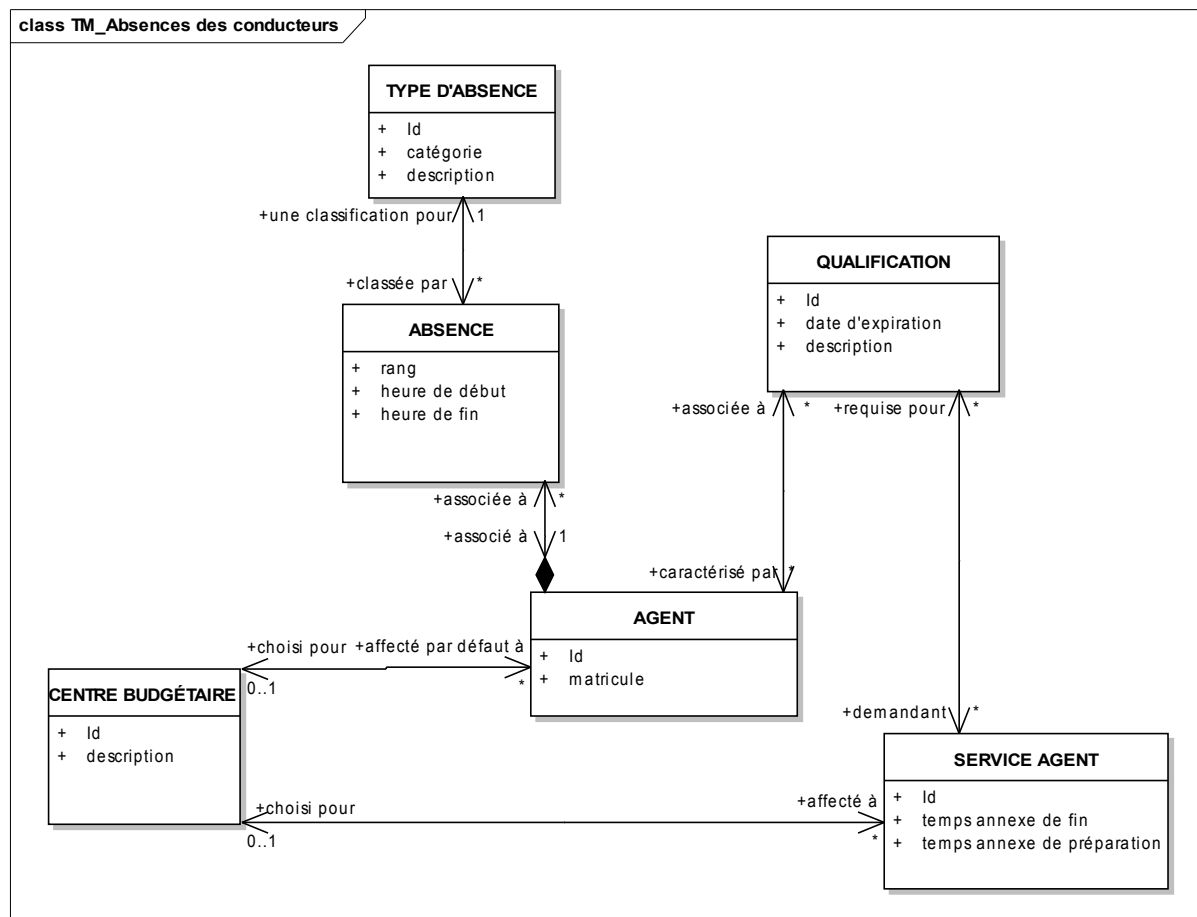 class TM_Absences des conducteurs
TYPE D'ABSENCE
+ Id
+ catégorie
+ description
+une classification pour 1
+classée par *
ABSENCE
+ rang
+ heure de début
+ heure de fin
QUALIFICATION
+ Id
+ date d'expiration
+ description
+associée à *
+requise pour *
+associée à *
+associé à 1
+caractérisé par *
AGENT
+ Id
+ matricule
+choisi pour
+affecté par défaut à
0..1
*
CENTRE BUDGÉTAIRE
+ Id
+ description
+demandant *
SERVICE AGENT
+ Id
+ temps annexe de fin
+ temps annexe de préparation
+choisi pour
+affecté à
0..1
*